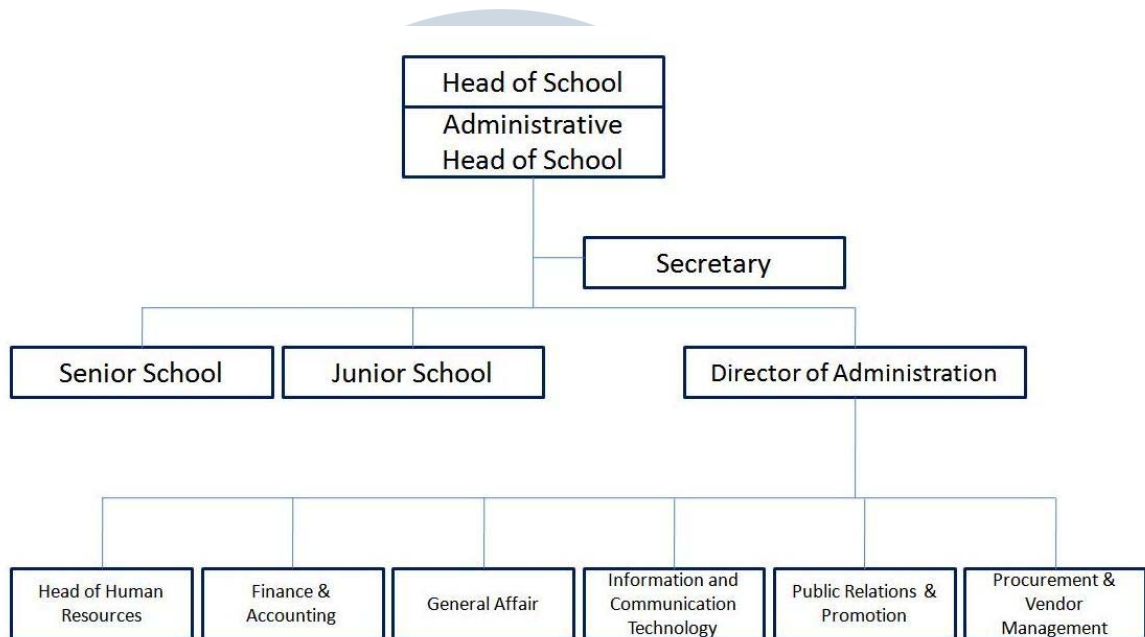 Head of School
Administrative
Head of School
Secretary
Senior School
Junior School
Director of Administration
Head of Human
Resources
Finance &
Accounting
General Affair
Information and
Communication
Technology
Public Relations &
Promotion
Procurement &
Vendor
Management